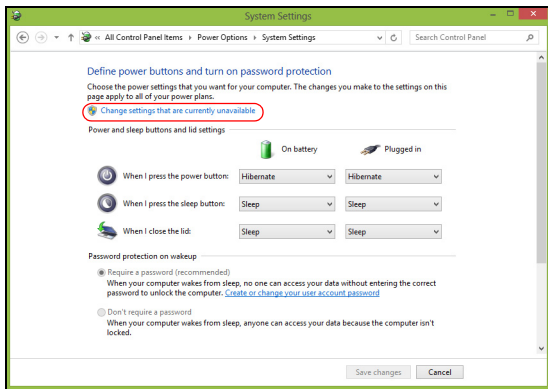 System Settings
« All Control Panel Items ▸ Power Options ▸ System Settings
Search Control Panel
Define power buttons and turn on password protection
Choose the power settings that you want for your computer. The changes you make to the settings on this
page apply to all of your power plans.
Change settings that are currently unavailable
Power and sleep buttons and lid settings
On battery Plugged in
When I press the power button: Hibernate Hibernate
When I press the sleep button: Sleep Sleep
When I close the lid: Sleep Sleep
Password protection on wakeup
Require a password (recommended)
When your computer wakes from sleep, no one can access your data without entering the correct
password to unlock the computer. Create or change your user account password
Don't require a password
When your computer wakes from sleep, anyone can access your data because the computer isn't
locked.
Save changes Cancel